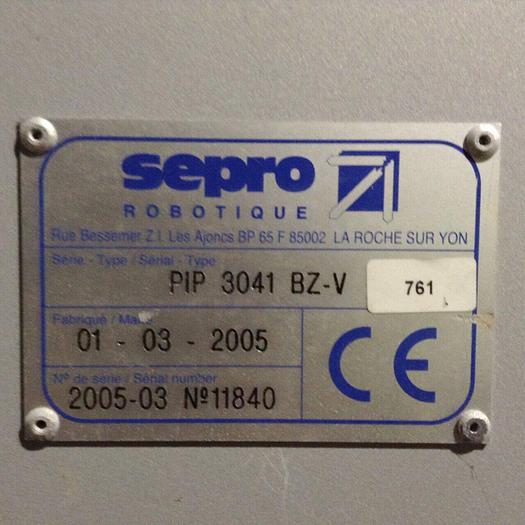 sepro
ROBOTIQUE
Rue Bessemer Z.I. Les Ajoncs BP 65 F 85002 LA ROCHE SUR YON
Série - Type / Serial - Type
PIP 3041 BZ-V
761
Fabriqué / Made
01 - 03 - 2005
CE
N° de série / Serial number
2005-03 Nº11840